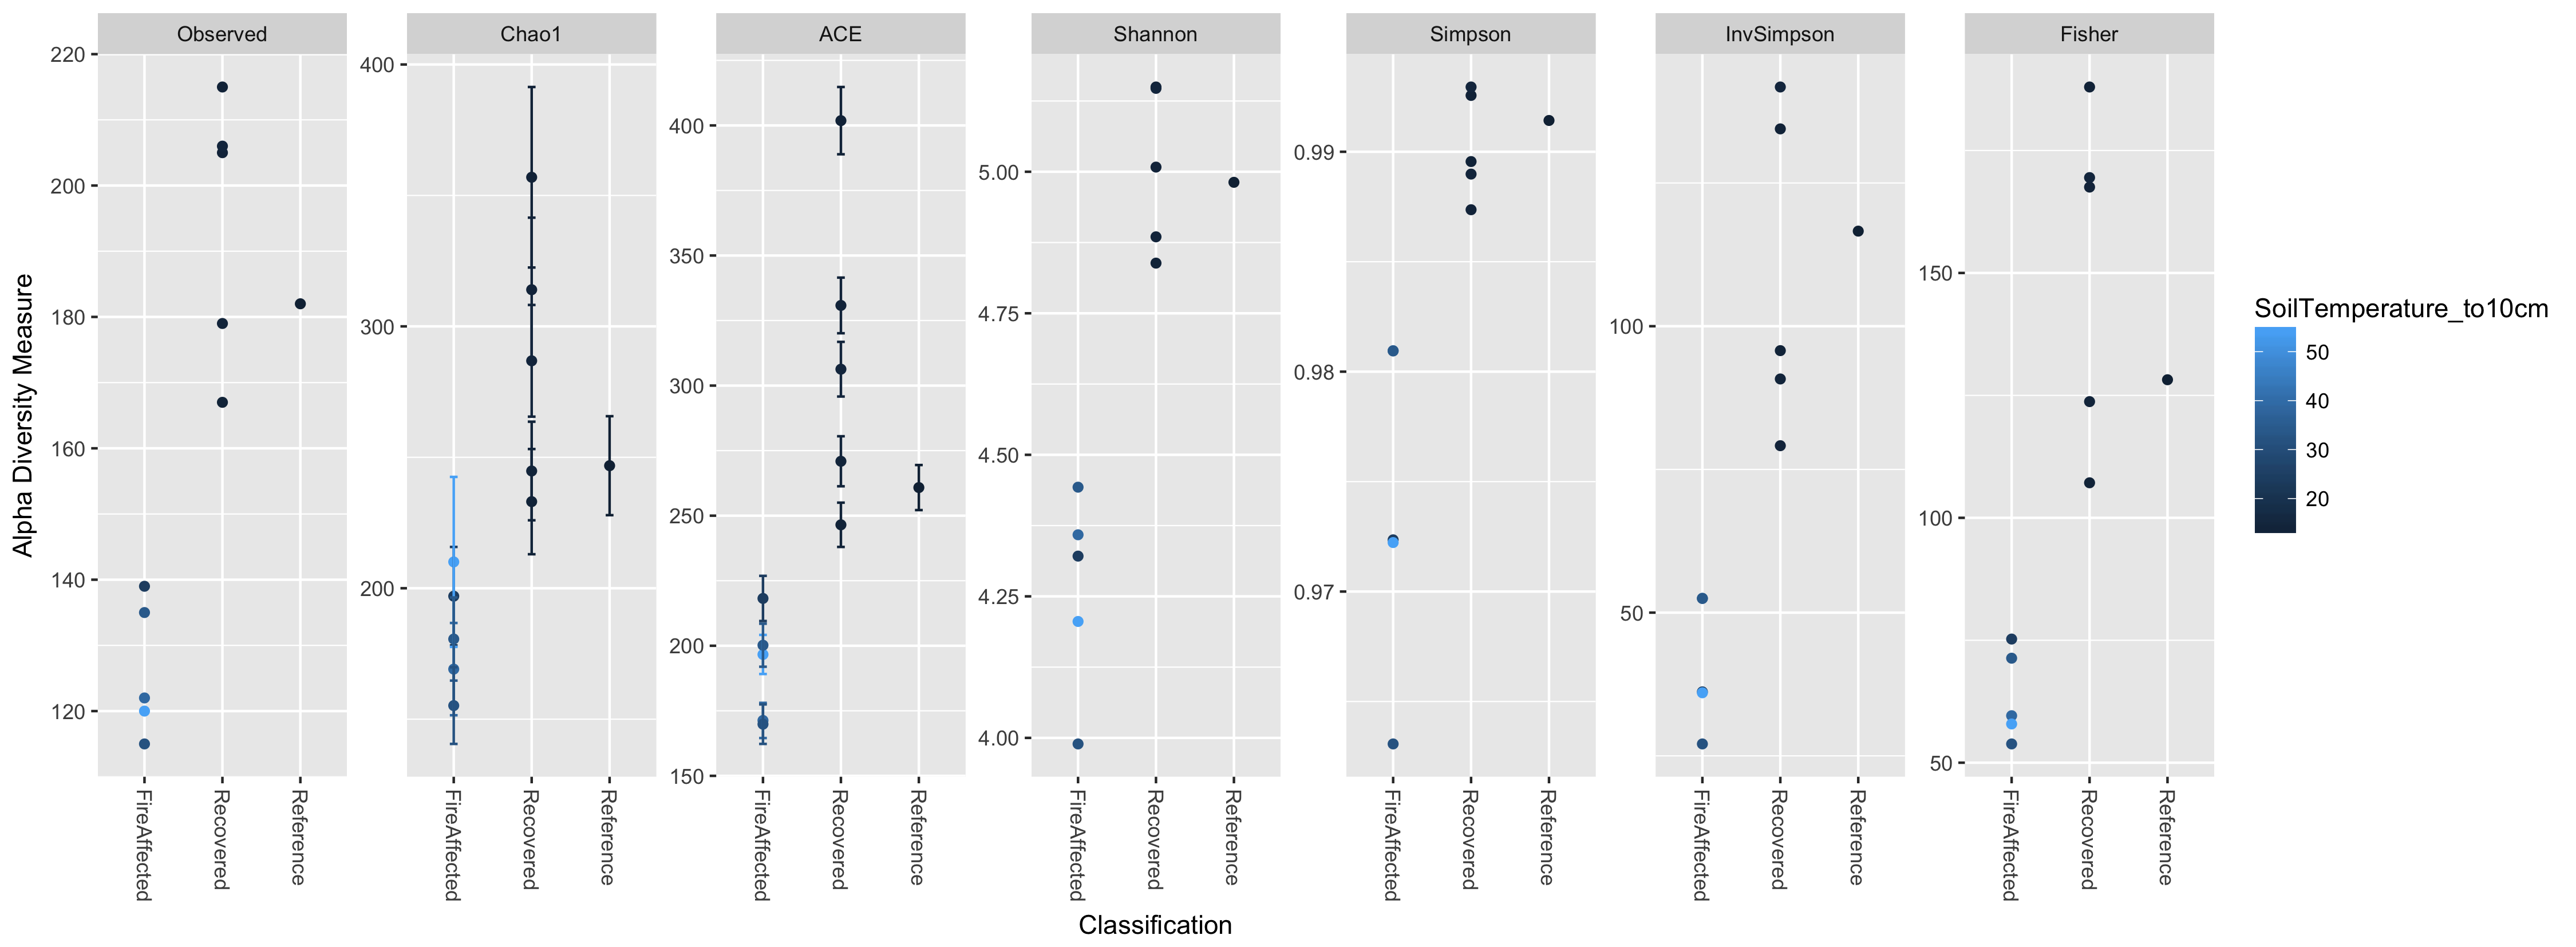 Observed
Chao1
ACE
Shannon
Simpson
InvSimpson
Fisher
Alpha Diversity Measure
220
200
180
160
140
120
400
300
200
400
350
300
250
200
150
5.00
4.75
4.50
4.25
4.00
0.99
0.98
0.97
100
50
150
100
50
FireAffected
Recovered
Reference
FireAffected
Recovered
Reference
FireAffected
Recovered
Reference
FireAffected
Recovered
Reference
FireAffected
Recovered
Reference
FireAffected
Recovered
Reference
FireAffected
Recovered
Reference
Classification
SoilTemperature_to10cm
50
40
30
20